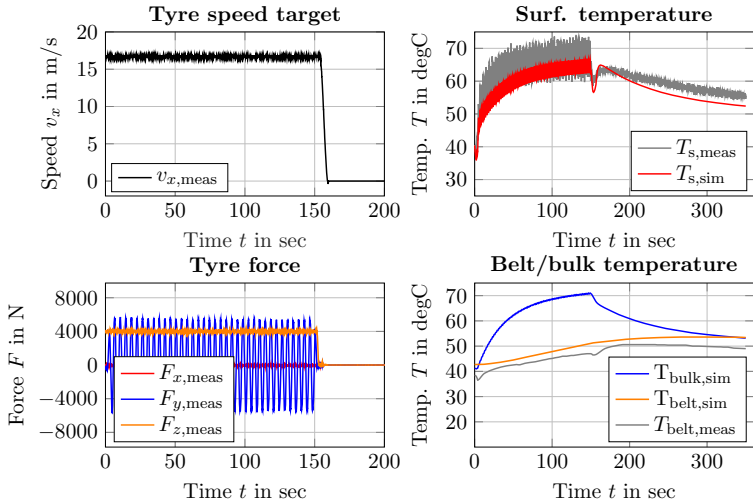 Tyre speed target
20
15
10
5
0
0 50 100 150 200
Speed v_x in m/s
Time t in sec
v_x,meas
Surf. temperature
70
60
50
40
30
0 100 200 300
Temp. T in degC
Time t in sec
T_s,meas
T_s,sim
Tyre force
8000
4000
0
−4000
−8000
0 50 100 150 200
Force F in N
Time t in sec
F_x,meas
F_y,meas
F_z,meas
Belt/bulk temperature
70
60
50
40
30
0 100 200 300
Temp. T in degC
Time t in sec
T_bulk,sim
T_belt,sim
T_belt,meas